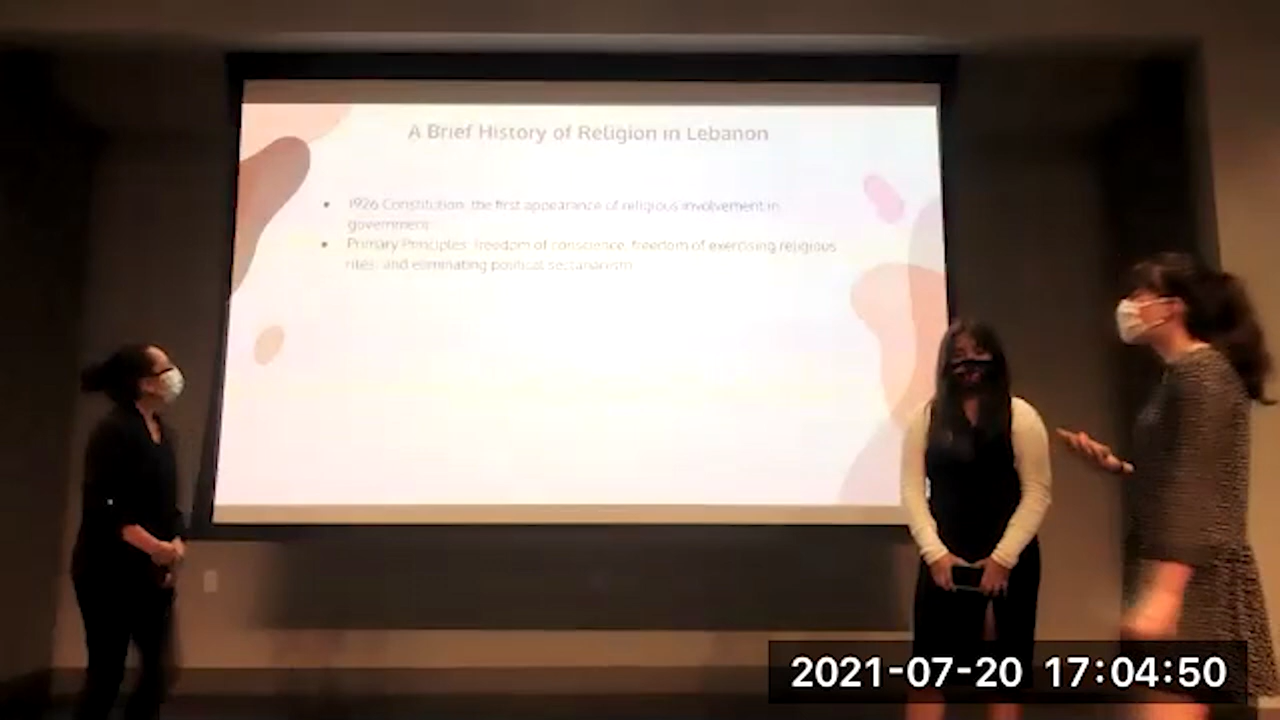 A Brief History of Religion in Lebanon
• 1926 Constitution: the first appearance of religious involvement in
government
• Primary Principles: freedom of conscience, freedom of exercising religious
rites, and eliminating political sectarianism
2021-07-20 17:04:50